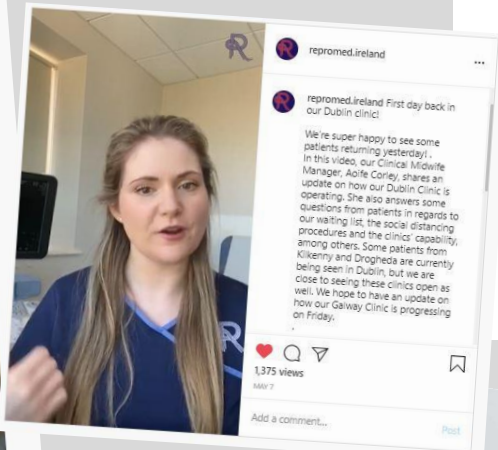 repromed.ireland
repromed.ireland First day back in
our Dublin clinic!
We're super happy to see some
patients returning yesterday! .
In this video, our Clinical Midwife
Manager, Aoife Corley, shares an
update on how our Dublin Clinic is
operating. She also answers some
questions from patients in regards to
our waiting list, the social distancing
procedures and the clinics' capability,
among others. Some patients from
Kilkenny and Drogheda are currently
being seen in Dublin, but we are
close to seeing these clinics open as
well. We hope to have an update on
how our Galway Clinic is progressing
on Friday.
.
1,375 views
MAY 7
Add a comment...
Post